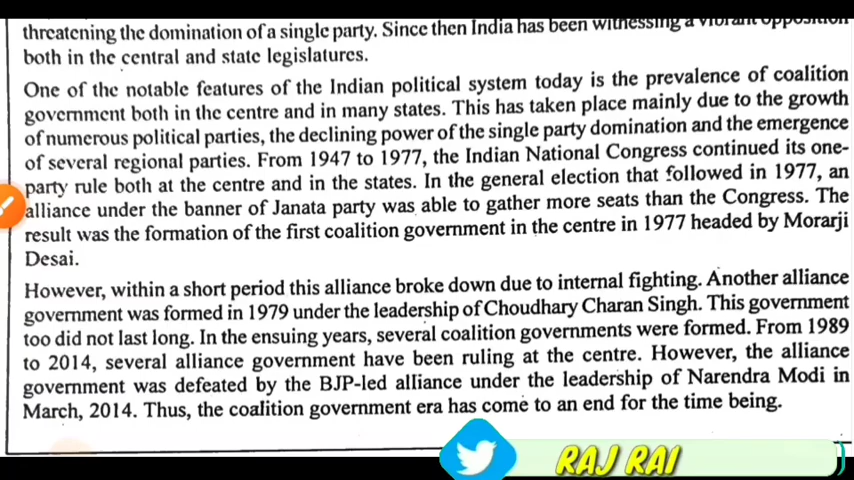 threatening the domination of a single party. Since then India has been witnessing a vibrant opposition
both in the central and state legislatures.
One of the notable features of the Indian political system today is the prevalence of coalition
government both in the centre and in many states. This has taken place mainly due to the growth
of numerous political parties, the declining power of the single party domination and the emergence
of several regional parties. From 1947 to 1977, the Indian National Congress continued its one-
party rule both at the centre and in the states. In the general election that followed in 1977, an
alliance under the banner of Janata party was able to gather more seats than the Congress. The
result was the formation of the first coalition government in the centre in 1977 headed by Morarji
Desai.
However, within a short period this alliance broke down due to internal fighting. Another alliance
government was formed in 1979 under the leadership of Choudhary Charan Singh. This government
too did not last long. In the ensuing years, several coalition governments were formed. From 1989
to 2014, several alliance government have been ruling at the centre. However, the alliance
government was defeated by the BJP-led alliance under the leadership of Narendra Modi in
March, 2014. Thus, the coalition government era has come to an end for the time being.
RAJ RAI